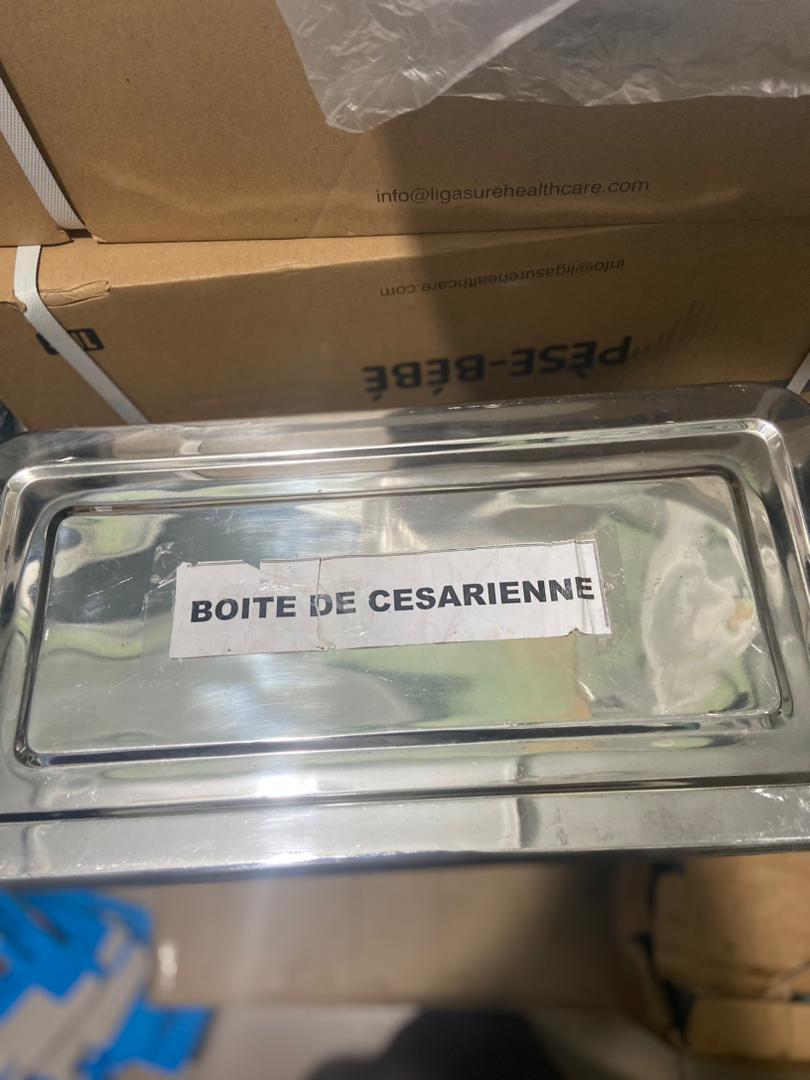 info@ligasurehealthcare.com
info@ligasurehealthcare.com
PÈSE-BÉBÉ
BOITE DE CESARIENNE